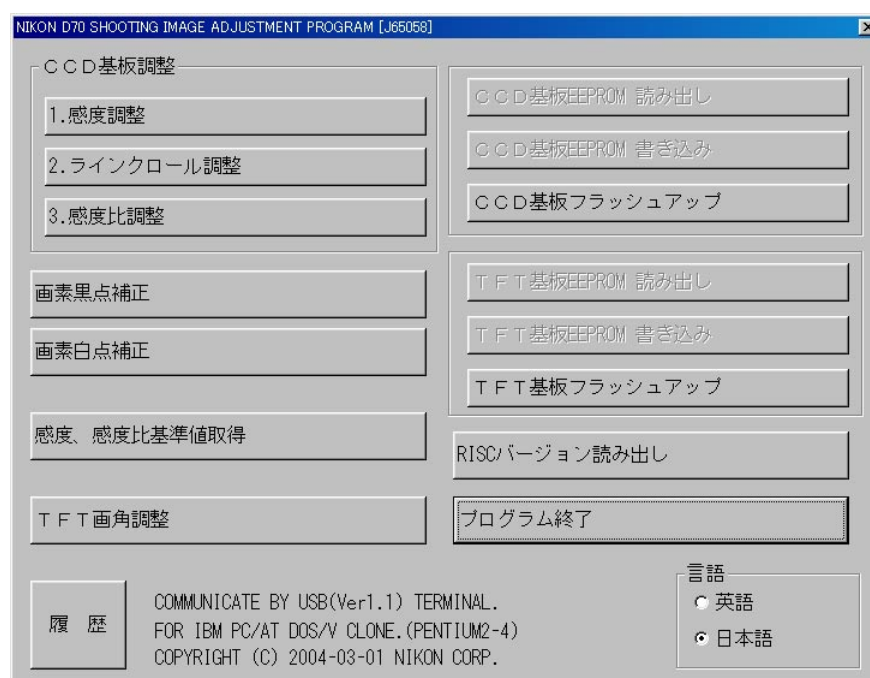 NIKON D70 SHOOTING IMAGE ADJUSTMENT PROGRAM [J65058]
ＣＣＤ基板調整
1.感度調整
2.ラインクロール調整
3.感度比調整
画素黒点補正
画素白点補正
感度、感度比基準値取得
ＴＦＴ画角調整
ＣＣＤ基板EEPROM 読み出し
ＣＣＤ基板EEPROM 書き込み
ＣＣＤ基板フラッシュアップ
ＴＦＴ基板EEPROM 読み出し
ＴＦＴ基板EEPROM 書き込み
ＴＦＴ基板フラッシュアップ
RISCバージョン読み出し
プログラム終了
履 歴
COMMUNICATE BY USB(Ver1.1) TERMINAL.
FOR IBM PC/AT DOS/V CLONE.(PENTIUM2-4)
COPYRIGHT (C) 2004-03-01 NIKON CORP.
言語
英語
日本語